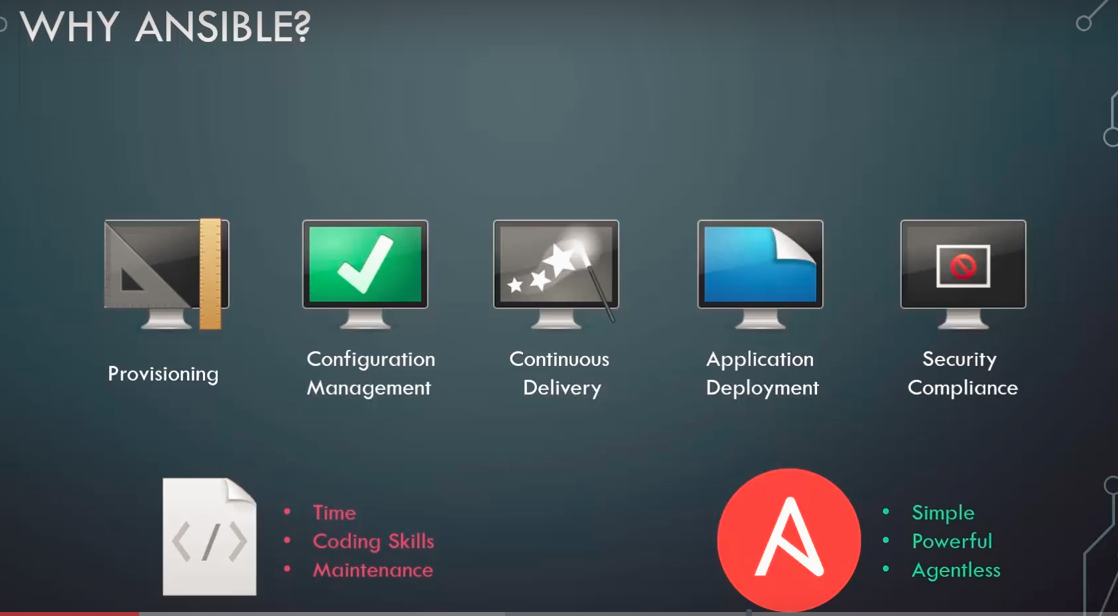 WHY ANSIBLE?
Provisioning
Configuration
Management
Continuous
Delivery
Application
Deployment
Security
Compliance
</>
• Time
• Coding Skills
• Maintenance
A
• Simple
• Powerful
• Agentless